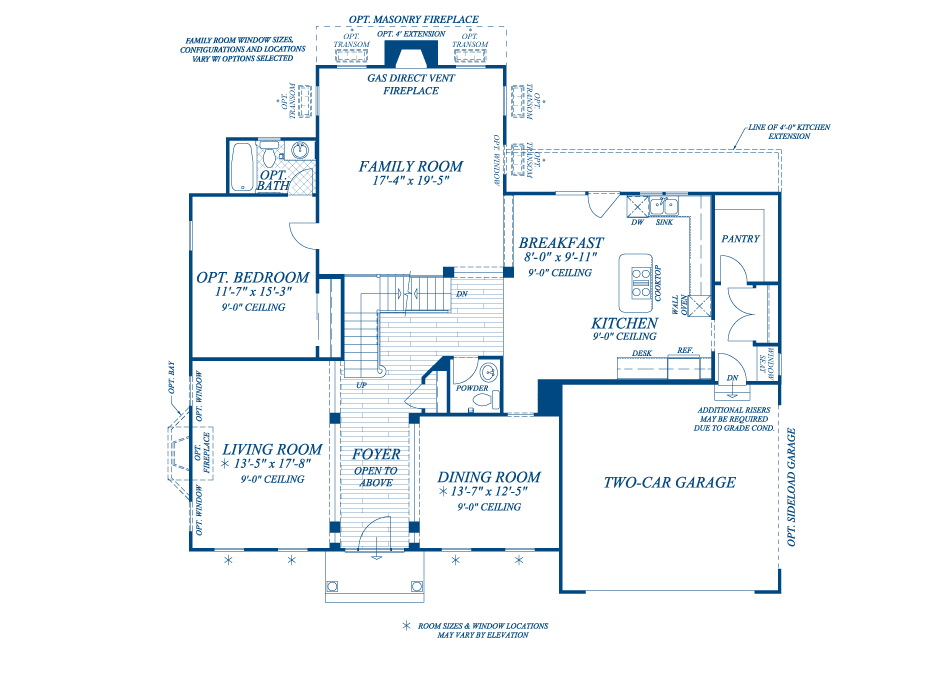 OPT. MASONRY FIREPLACE
OPT. 4' EXTENSION
FAMILY ROOM WINDOW SIZES,
CONFIGURATIONS AND LOCATIONS
VARY W/ OPTIONS SELECTED
* OPT.
TRANSOM
OPT. *
TRANSOM
GAS DIRECT VENT
FIREPLACE
* OPT.
TRANSOM
OPT. *
TRANSOM
LINE OF 4'-0" KITCHEN
EXTENSION
OPT. WINDOW
OPT. *
TRANSOM
FAMILY ROOM
17'-4" x 19'-5"
OPT.
BATH
DW
SINK
PANTRY
BREAKFAST
8'-0" x 9'-11"
9'-0" CEILING
OPT. BEDROOM
11'-7" x 15'-3"
9'-0" CEILING
COOKTOP
DN
WALL
OVEN
KITCHEN
9'-0" CEILING
DESK
REF.
WINDOW
SEAT
DN
UP
POWDER
OPT. BAY
OPT. WINDOW
ADDITIONAL RISERS
MAY BE REQUIRED
DUE TO GRADE COND.
OPT.
FIREPLACE
LIVING ROOM
* 13'-5" x 17'-8"
9'-0" CEILING
FOYER
OPEN TO
ABOVE
DINING ROOM
* 13'-7" x 12'-5"
9'-0" CEILING
TWO-CAR GARAGE
OPT. SIDELOAD GARAGE
OPT. WINDOW
* * * *
* ROOM SIZES & WINDOW LOCATIONS
MAY VARY BY ELEVATION